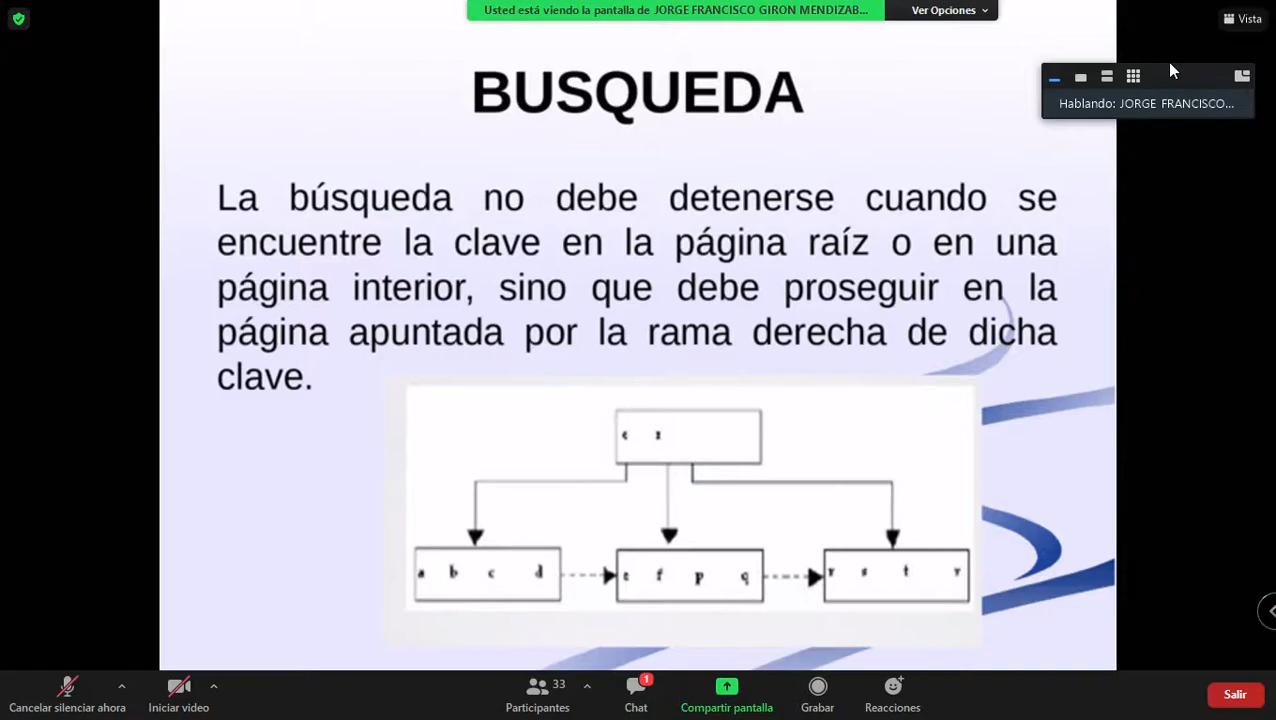 Usted está viendo la pantalla de JORGE FRANCISCO GIRON MENDIZAB...
Ver Opciones
Vista
Hablando: JORGE FRANCISCO...
BUSQUEDA
La búsqueda no debe detenerse cuando se
encuentre la clave en la página raíz o en una
página interior, sino que debe proseguir en la
página apuntada por la rama derecha de dicha
clave.
a b c d
f p q
s t v
33
1
Cancelar silenciar ahora
Iniciar video
Participantes
Chat
Compartir pantalla
Grabar
Reacciones
Salir